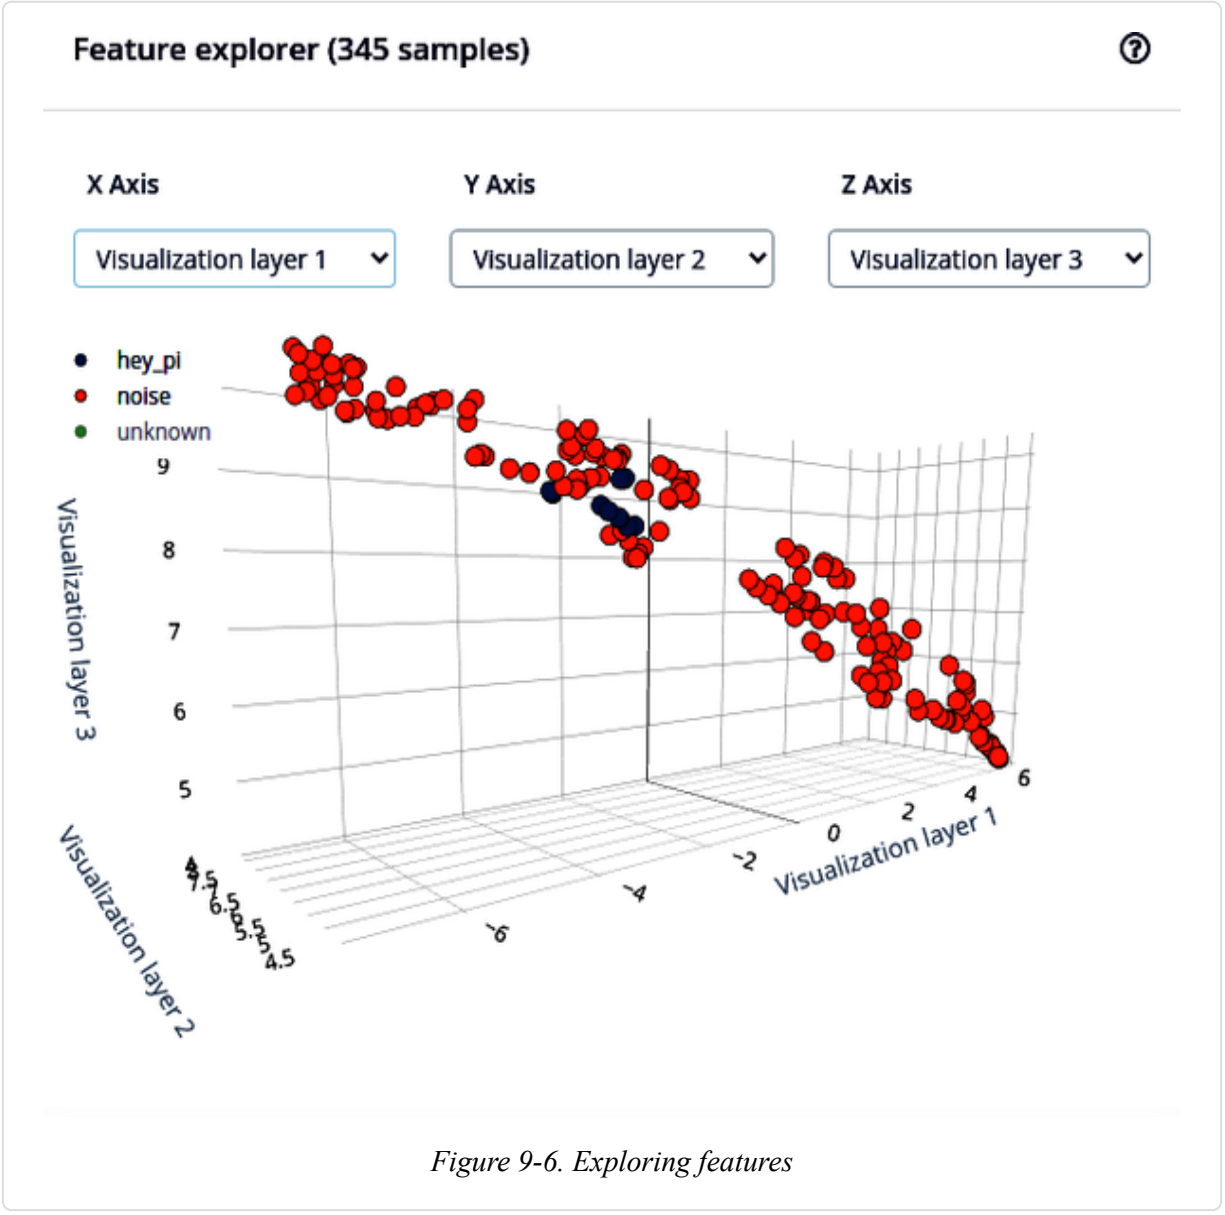 Feature explorer (345 samples)
?
X Axis
Y Axis
Z Axis
Visualization layer 1
Visualization layer 2
Visualization layer 3
hey_pi
noise
unknown
9
8
7
6
5
Visualization layer 3
4.5
Visualization layer 2
−6
−4
−2
0
2
4
6
Visualization layer 1
Figure 9-6. Exploring features